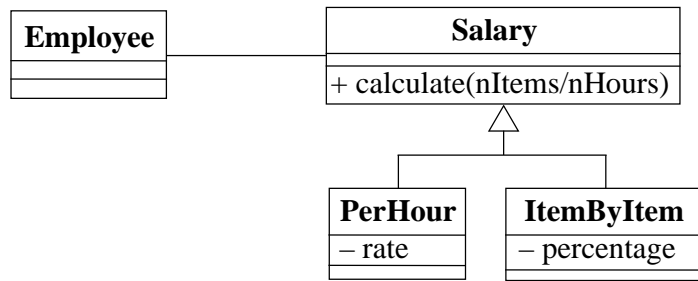 Employee
Salary
+ calculate(nItems/nHours)
PerHour
– rate
ItemByItem
– percentage